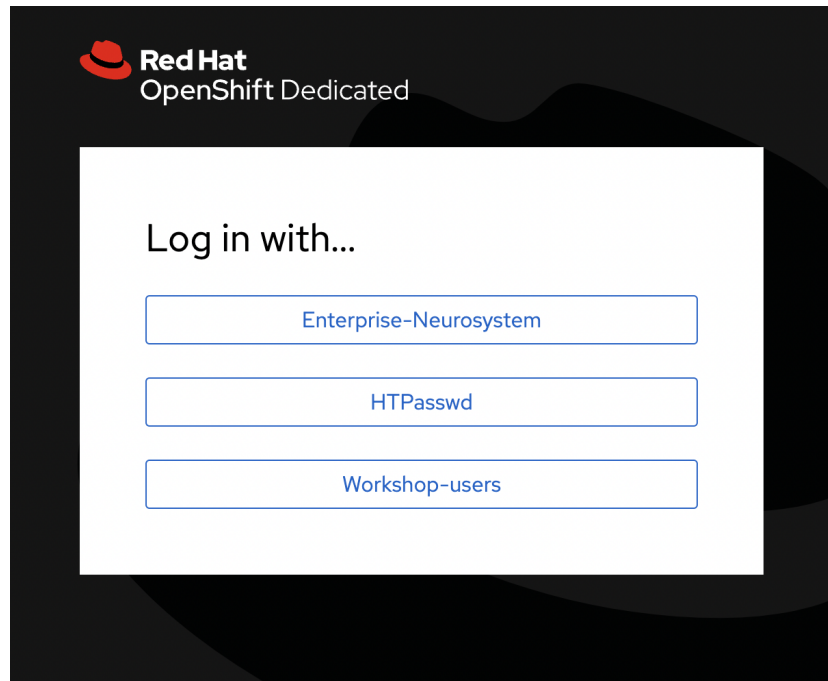 Red Hat
OpenShift Dedicated
Log in with...
Enterprise-Neurosystem
HTPasswd
Workshop-users